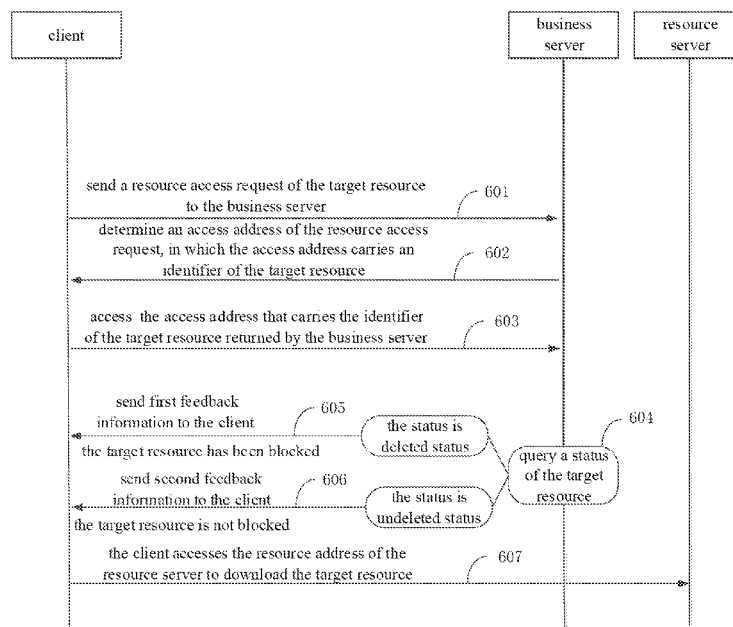 client
business
server
resource
server
send a resource access request of the target resource
to the business server
601
determine an access address of the resource access
request, in which the access address carries an
identifier of the target resource
602
access the access address that carries the identifier
of the target resource returned by the business server
603
send first feedback
information to the client
605
the target resource has been blocked
the status is
deleted status
604
query a status
of the target
resource
send second feedback
information to the client
606
the target resource is not blocked
the status is
undeleted status
the client accesses the resource address of the
resource server to download the target resource
607